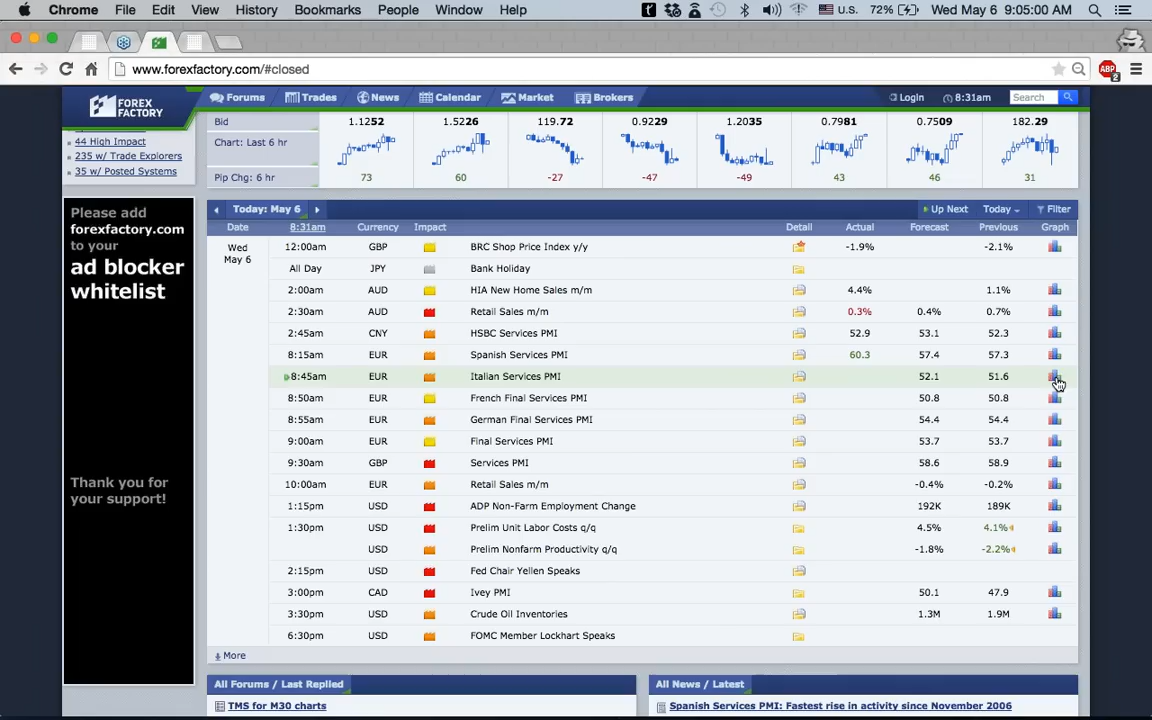 Chrome File Edit View History Bookmarks People Window Help U.S. 72% Wed May 6 9:05:00 AM
www.forexfactory.com/#closed ABP 2
FOREX FACTORY Forums Trades News Calendar Market Brokers Login 8:31am Search
44 High Impact
235 w/ Trade Explorers
35 w/ Posted Systems
Bid 1.1252 1.5226 119.72 0.9229 1.2035 0.7981 0.7509 182.29
Chart: Last 6 hr
Pip Chg: 6 hr 73 60 -27 -47 -49 43 46 31
Please add
forexfactory.com
to your
ad blocker
whitelist
Thank you for
your support!
Today: May 6 Up Next Today Filter
Date 8:31am Currency Impact Detail Actual Forecast Previous Graph
Wed
May 6
12:00am GBP BRC Shop Price Index y/y -1.9% -2.1%
All Day JPY Bank Holiday
2:00am AUD HIA New Home Sales m/m 4.4% 1.1%
2:30am AUD Retail Sales m/m 0.3% 0.4% 0.7%
2:45am CNY HSBC Services PMI 52.9 53.1 52.3
8:15am EUR Spanish Services PMI 60.3 57.4 57.3
8:45am EUR Italian Services PMI 52.1 51.6
8:50am EUR French Final Services PMI 50.8 50.8
8:55am EUR German Final Services PMI 54.4 54.4
9:00am EUR Final Services PMI 53.7 53.7
9:30am GBP Services PMI 58.6 58.9
10:00am EUR Retail Sales m/m -0.4% -0.2%
1:15pm USD ADP Non-Farm Employment Change 192K 189K
1:30pm USD Prelim Unit Labor Costs q/q 4.5% 4.1%
USD Prelim Nonfarm Productivity q/q -1.8% -2.2%
2:15pm USD Fed Chair Yellen Speaks
3:00pm CAD Ivey PMI 50.1 47.9
3:30pm USD Crude Oil Inventories 1.3M 1.9M
6:30pm USD FOMC Member Lockhart Speaks
More
All Forums / Last Replied
TMS for M30 charts
All News / Latest
Spanish Services PMI: Fastest rise in activity since November 2006